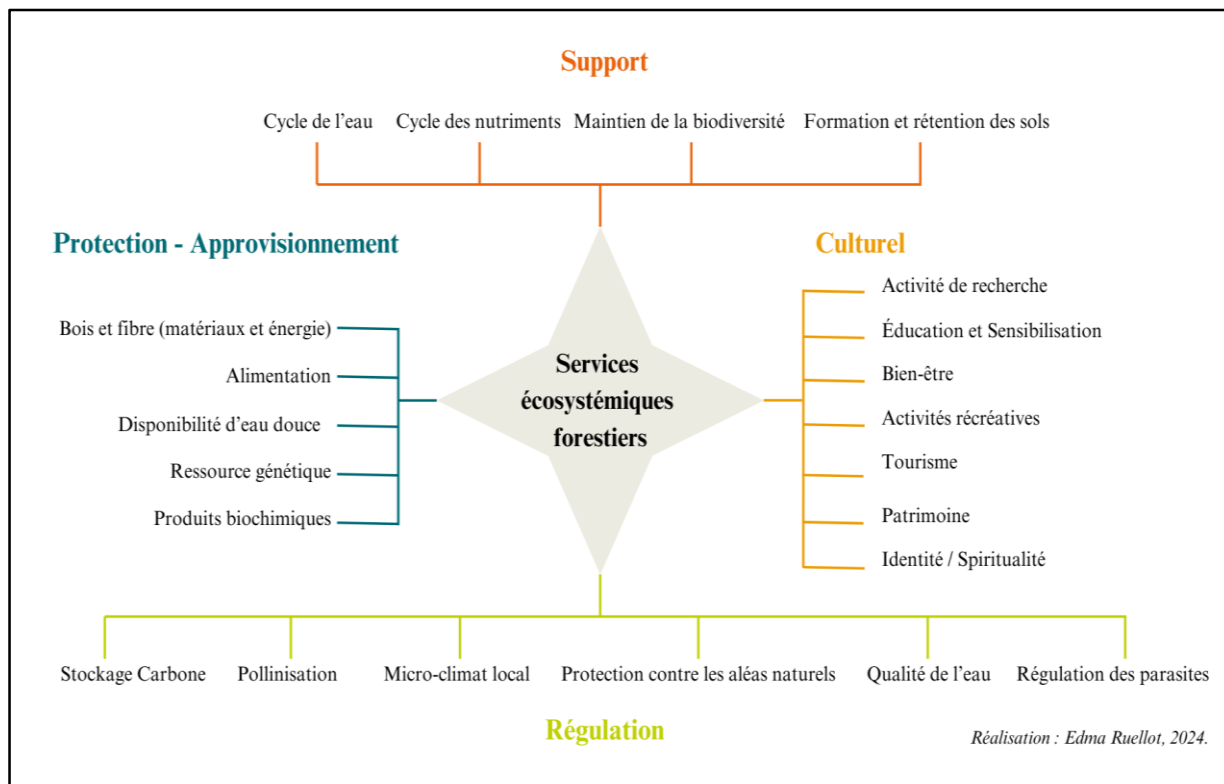 Support
Cycle de l'eau
Cycle des nutriments
Maintien de la biodiversité
Formation et rétention des sols
Protection - Approvisionnement
Bois et fibre (matériaux et énergie)
Alimentation
Disponibilité d'eau douce
Ressource génétique
Produits biochimiques
Services
écosystémiques
forestiers
Culturel
Activité de recherche
Éducation et Sensibilisation
Bien-être
Activités récréatives
Tourisme
Patrimoine
Identité / Spiritualité
Stockage Carbone
Pollinisation
Micro-climat local
Protection contre les aléas naturels
Qualité de l'eau
Régulation des parasites
Régulation
Réalisation : Edma Ruellot, 2024.